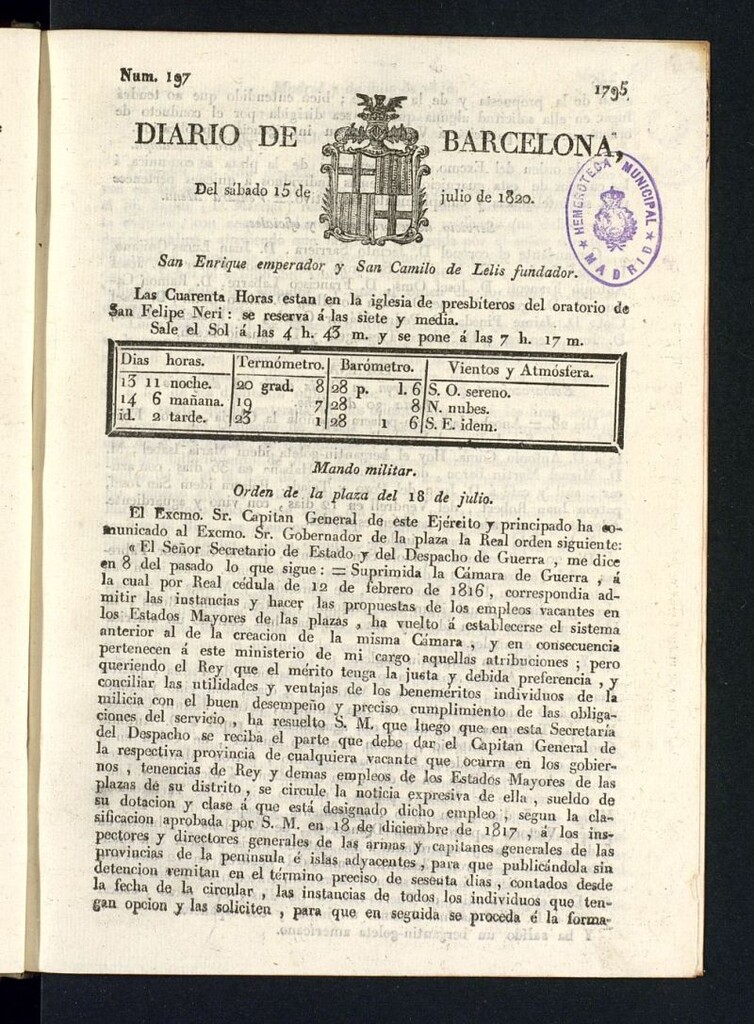 Num. 197
1795
DIARIO DE BARCELONA,
Del sábado 15 de julio de 1820.
HEMEROTECA MUNICIPAL
MADRID
San Enrique emperador y San Camilo de Lelis fundador.
Las Cuarenta Horas estan en la iglesia de presbíteros del oratorio de
San Felipe Neri : se reserva á las siete y media.
Sale el Sol á las 4 h. 43 m. y se pone á las 7 h. 17 m.
Dias horas. Termómetro. Barómetro. Vientos y Atmósfera.
13 11 noche. 20 grad. 8 28 p. l. 6 S. O. sereno.
14 6 mañana. 19 7 28 8 N. nubes.
id. 2 tarde. 23 1 28 1 6 S. E. idem.
Mando militar.
Orden de la plaza del 18 de julio.
El Excmo. Sr. Capitan General de este Ejército y principado ha co-
municado al Excmo. Sr. Gobernador de la plaza la Real orden siguiente:
« El Señor Secretario de Estado y del Despacho de Guerra , me dice
en 8 del pasado lo que sigue : = Suprimida la Cámara de Guerra , á
la cual por Real cédula de 12 de febrero de 1816, correspondia ad-
mitir las instancias y hacer las propuestas de los empleos vacantes en
los Estados Mayores de las plazas , ha vuelto á establecerse el sistema
anterior al de la creacion de la misma Cámara , y en consecuencia
pertenecen á este ministerio de mi cargo aquellas atribuciones ; pero
queriendo el Rey que el mérito tenga la justa y debida preferencia , y
conciliar las utilidades y ventajas de los beneméritos individuos de la
milicia con el buen desempeño y preciso cumplimiento de las obliga-
ciones del servicio , ha resuelto S. M. que luego que en esta Secretaría
del Despacho se reciba el parte que debe dar el Capitan General de
la respectiva provincia de cualquiera vacante que ocurra en los gobier-
nos , tenencias de Rey y demas empleos de los Estados Mayores de las
plazas de su distrito , se circule la noticia expresiva de ella , sueldo de
su dotacion y clase á que está designado dicho empleo , segun la cla-
sificacion aprobada por S. M. en 18 de diciembre de 1817 , á los ins-
pectores y directores generales de las armas y capitanes generales de las
provincias de la península é islas adyacentes , para que publicándola sin
detencion remitan en el término preciso de sesenta dias , contados desde
la fecha de la circular , las instancias de todos los individuos que ten-
gan opcion y las soliciten , para que en seguida se proceda é la forma-